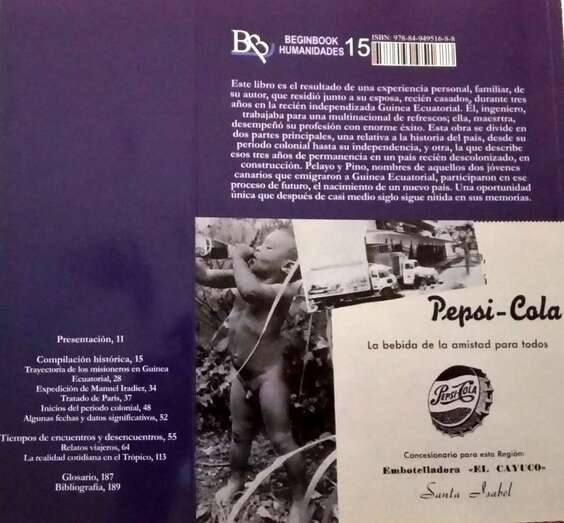 BEGINBOOK
HUMANIDADES 15
ISBN: 978-84-949516-8-8
Este libro es el resultado de una experiencia personal, familiar, de
su autor, que residió junto a su esposa, recién casados, durante tres
años en la recién independizada Guinea Ecuatorial. Él, ingeniero,
trabajaba para una multinacional de refrescos; ella, maesrtra,
desempeñó su profesión con enorme éxito. Esta obra se divide en
dos partes principales, una relativa a la historia del país, desde su
periodo colonial hasta su independencia, y otra, la que describe
esos tres años de permanencia en un país recién descolonizado, en
construcción. Pelayo y Pino, nombres de aquellos dos jóvenes
canarios que emigraron a Guinea Ecuatorial, participaron en ese
proceso de futuro, el nacimiento de un nuevo país. Una oportunidad
única que después de casi medio siglo sigue nítida en sus memorias.
Presentación, 11
Compilación histórica, 15
Trayectoria de los misioneros en Guinea
Ecuatorial, 28
Expedición de Manuel Iradier, 34
Tratado de París, 37
Inicios del periodo colonial, 48
Algunas fechas y datos significativos, 52
Tiempos de encuentros y desencuentros, 55
Relatos viajeros, 64
La realidad cotidiana en el Trópico, 113
Glosario, 187
Bibliografía, 189
Pepsi-Cola
La bebida de la amistad para todos
PEPSI-COLA
Concesionario para esta Región:
Embotelladora «EL CAYUCO»
Santa Isabel